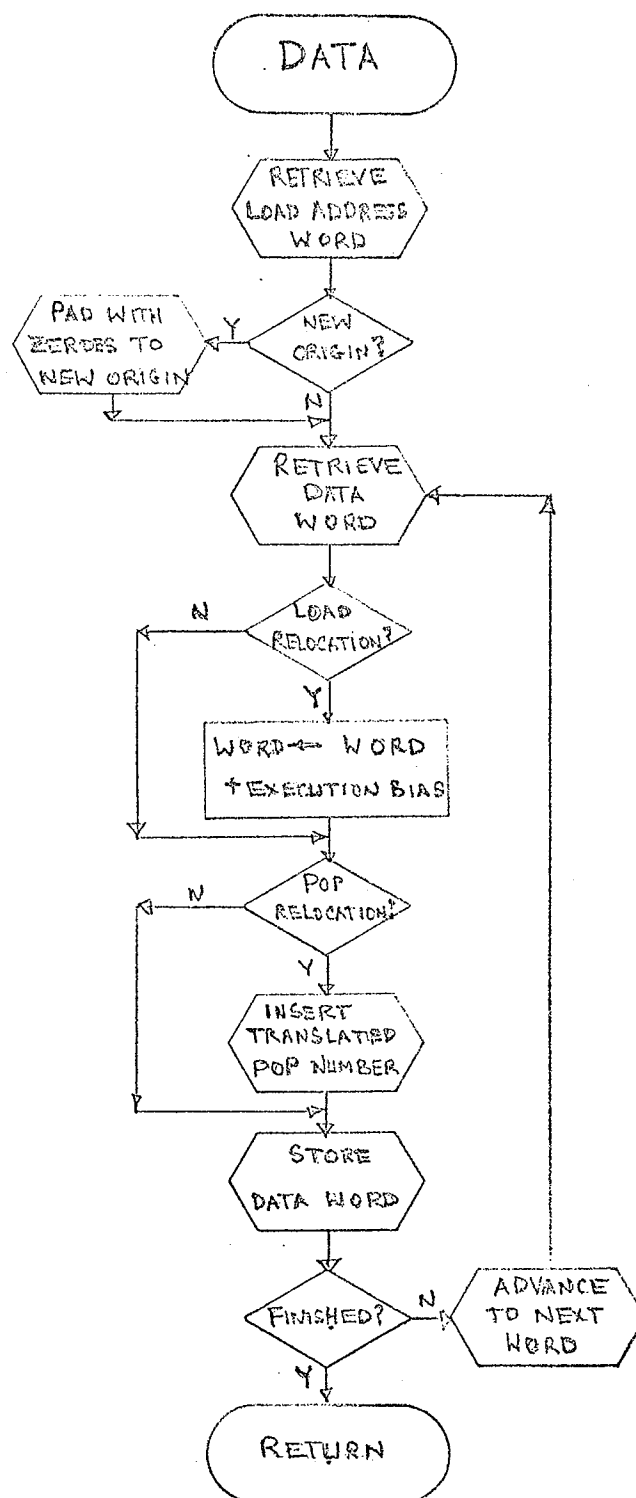 DATA
RETRIEVE
LOAD ADDRESS
WORD
NEW
ORIGIN?
Y
PAD WITH
ZEROES TO
NEW ORIGIN
N
RETRIEVE
DATA
WORD
LOAD
RELOCATION?
N
Y
WORD ← WORD
+ EXECUTION BIAS
POP
RELOCATION?
N
Y
INSERT
TRANSLATED
POP NUMBER
STORE
DATA WORD
FINISHED?
N
ADVANCE
TO NEXT
WORD
Y
RETURN